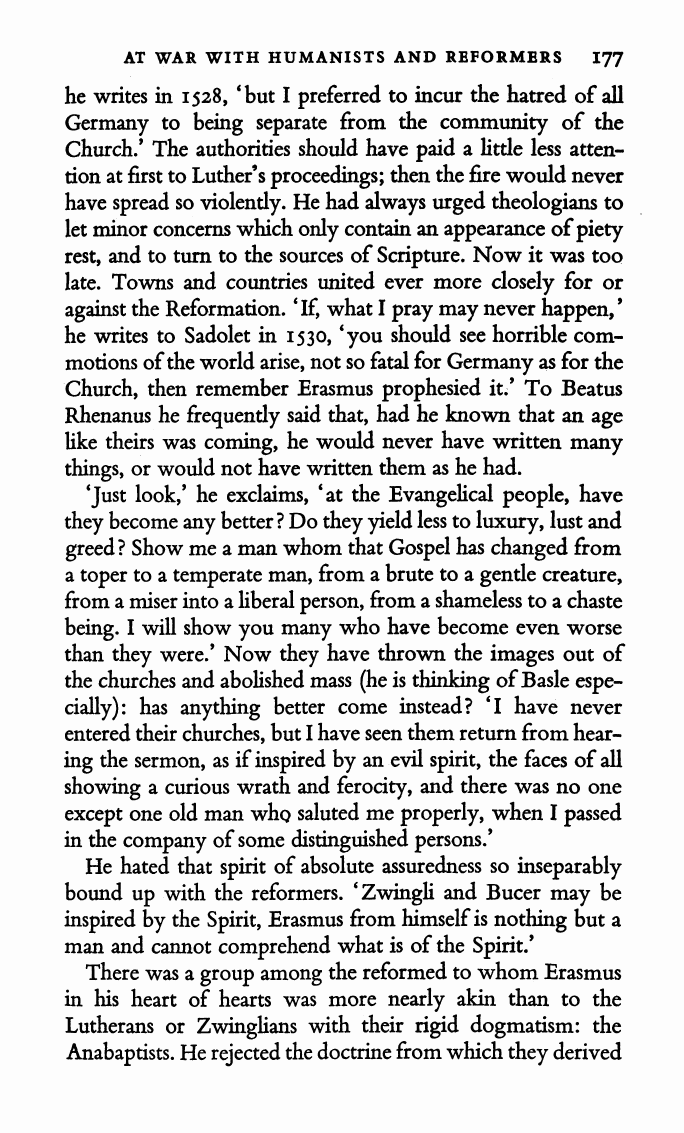 AT WAR WITH HUMANISTS AND REFORMERS 177
he writes in 1528, ‘but I preferred to incur the hatred of all
Germany to being separate from the community of the
Church.’ The authorities should have paid a little less atten-
tion at first to Luther’s proceedings; then the fire would never
have spread so violently. He had always urged theologians to
let minor concerns which only contain an appearance of piety
rest, and to turn to the sources of Scripture. Now it was too
late. Towns and countries united ever more closely for or
against the Reformation. ‘If, what I pray may never happen,’
he writes to Sadolet in 1530, ‘you should see horrible com-
motions of the world arise, not so fatal for Germany as for the
Church, then remember Erasmus prophesied it.’ To Beatus
Rhenanus he frequently said that, had he known that an age
like theirs was coming, he would never have written many
things, or would not have written them as he had.
‘Just look,’ he exclaims, ‘at the Evangelical people, have
they become any better? Do they yield less to luxury, lust and
greed? Show me a man whom that Gospel has changed from
a toper to a temperate man, from a brute to a gentle creature,
from a miser into a liberal person, from a shameless to a chaste
being. I will show you many who have become even worse
than they were.’ Now they have thrown the images out of
the churches and abolished mass (he is thinking of Basle espe-
cially): has anything better come instead? ‘I have never
entered their churches, but I have seen them return from hear-
ing the sermon, as if inspired by an evil spirit, the faces of all
showing a curious wrath and ferocity, and there was no one
except one old man who saluted me properly, when I passed
in the company of some distinguished persons.’
He hated that spirit of absolute assuredness so inseparably
bound up with the reformers. ‘Zwingli and Bucer may be
inspired by the Spirit, Erasmus from himself is nothing but a
man and cannot comprehend what is of the Spirit.’
There was a group among the reformed to whom Erasmus
in his heart of hearts was more nearly akin than to the
Lutherans or Zwinglians with their rigid dogmatism: the
Anabaptists. He rejected the doctrine from which they derived